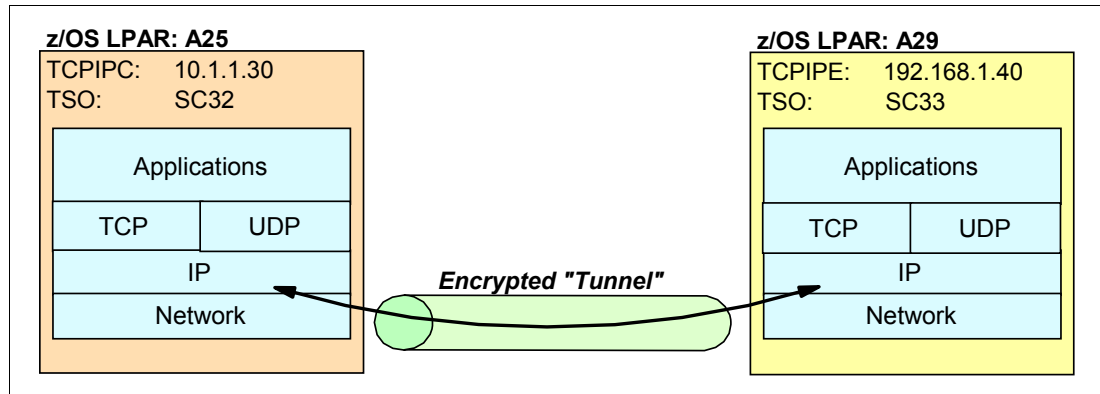 z/OS LPAR: A25
TCPIPC: 10.1.1.30
TSO: SC32
Applications
TCP UDP
IP
Network
Encrypted "Tunnel"
z/OS LPAR: A29
TCPIPE: 192.168.1.40
TSO: SC33
Applications
TCP UDP
IP
Network